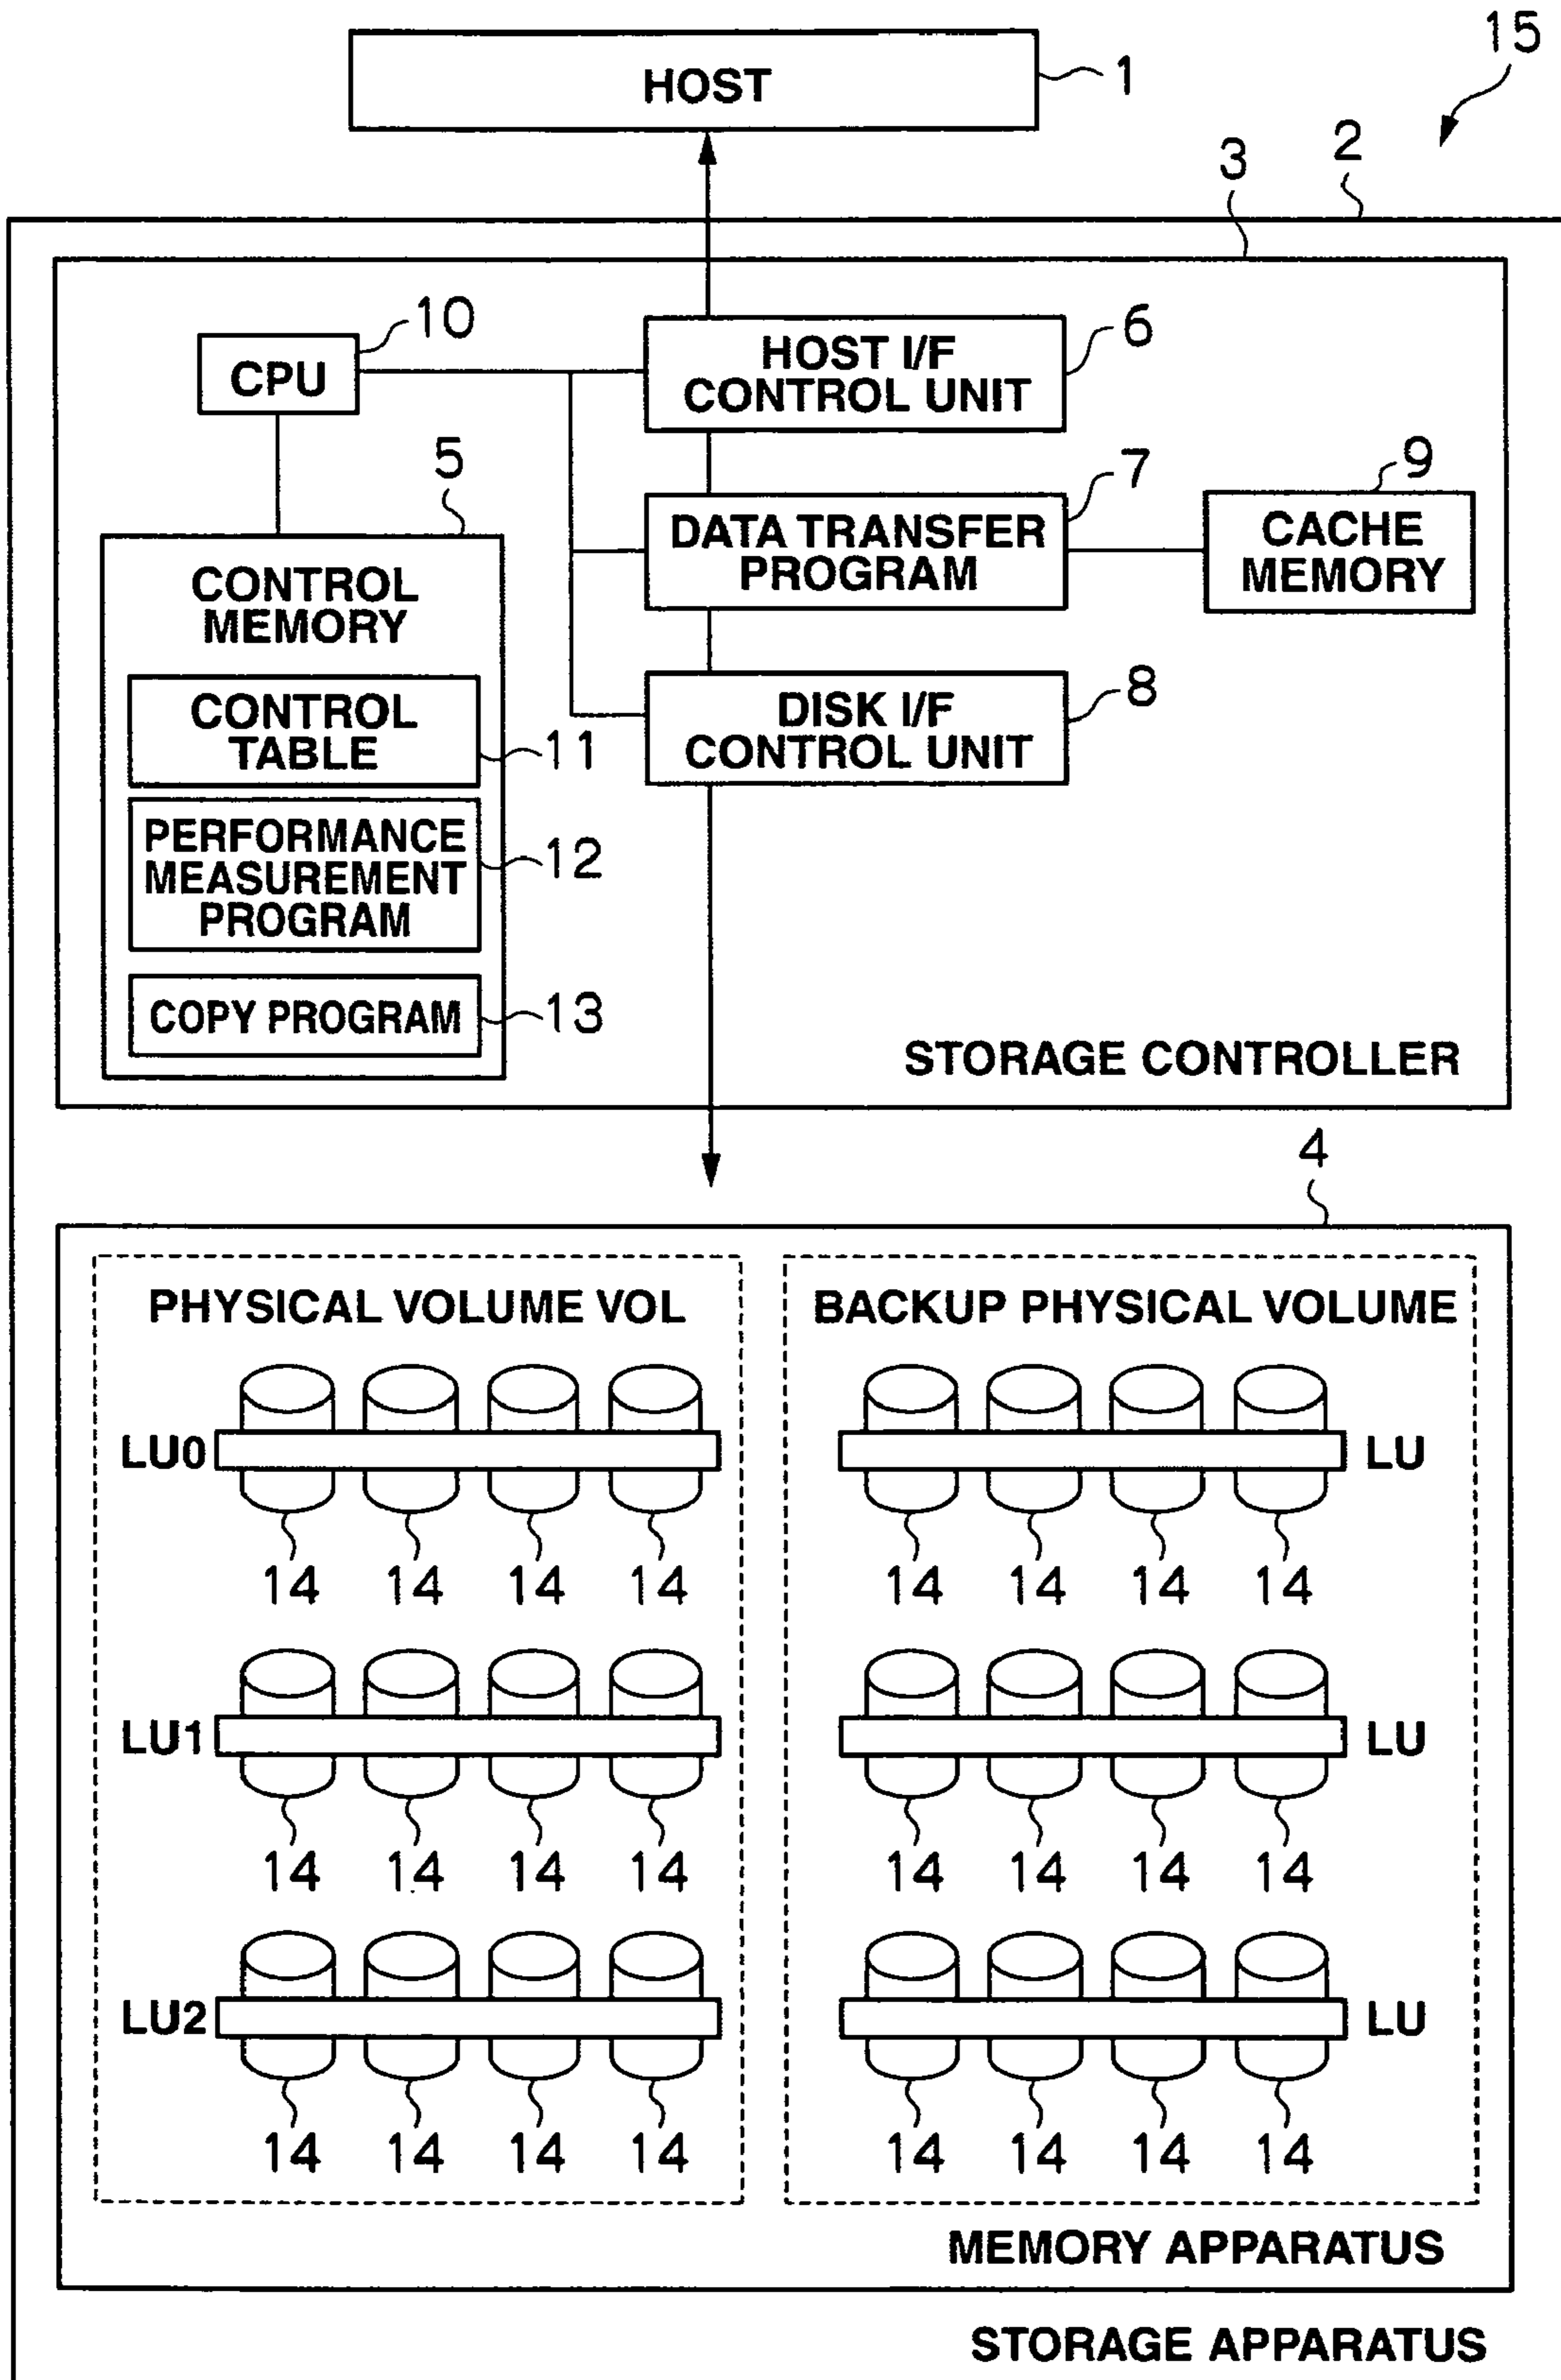 15
HOST
1
2
3
10
CPU
HOST I/F
CONTROL UNIT
6
5
7
9
CONTROL
MEMORY
DATA TRANSFER
PROGRAM
CACHE
MEMORY
CONTROL
TABLE
11
DISK I/F
CONTROL UNIT
8
PERFORMANCE
MEASUREMENT
PROGRAM
12
COPY PROGRAM
13
STORAGE CONTROLLER
4
PHYSICAL VOLUME VOL
BACKUP PHYSICAL VOLUME
LU0
LU
14 14 14 14
14 14 14 14
LU1
LU
14 14 14 14
14 14 14 14
LU2
LU
14 14 14 14
14 14 14 14
MEMORY APPARATUS
STORAGE APPARATUS